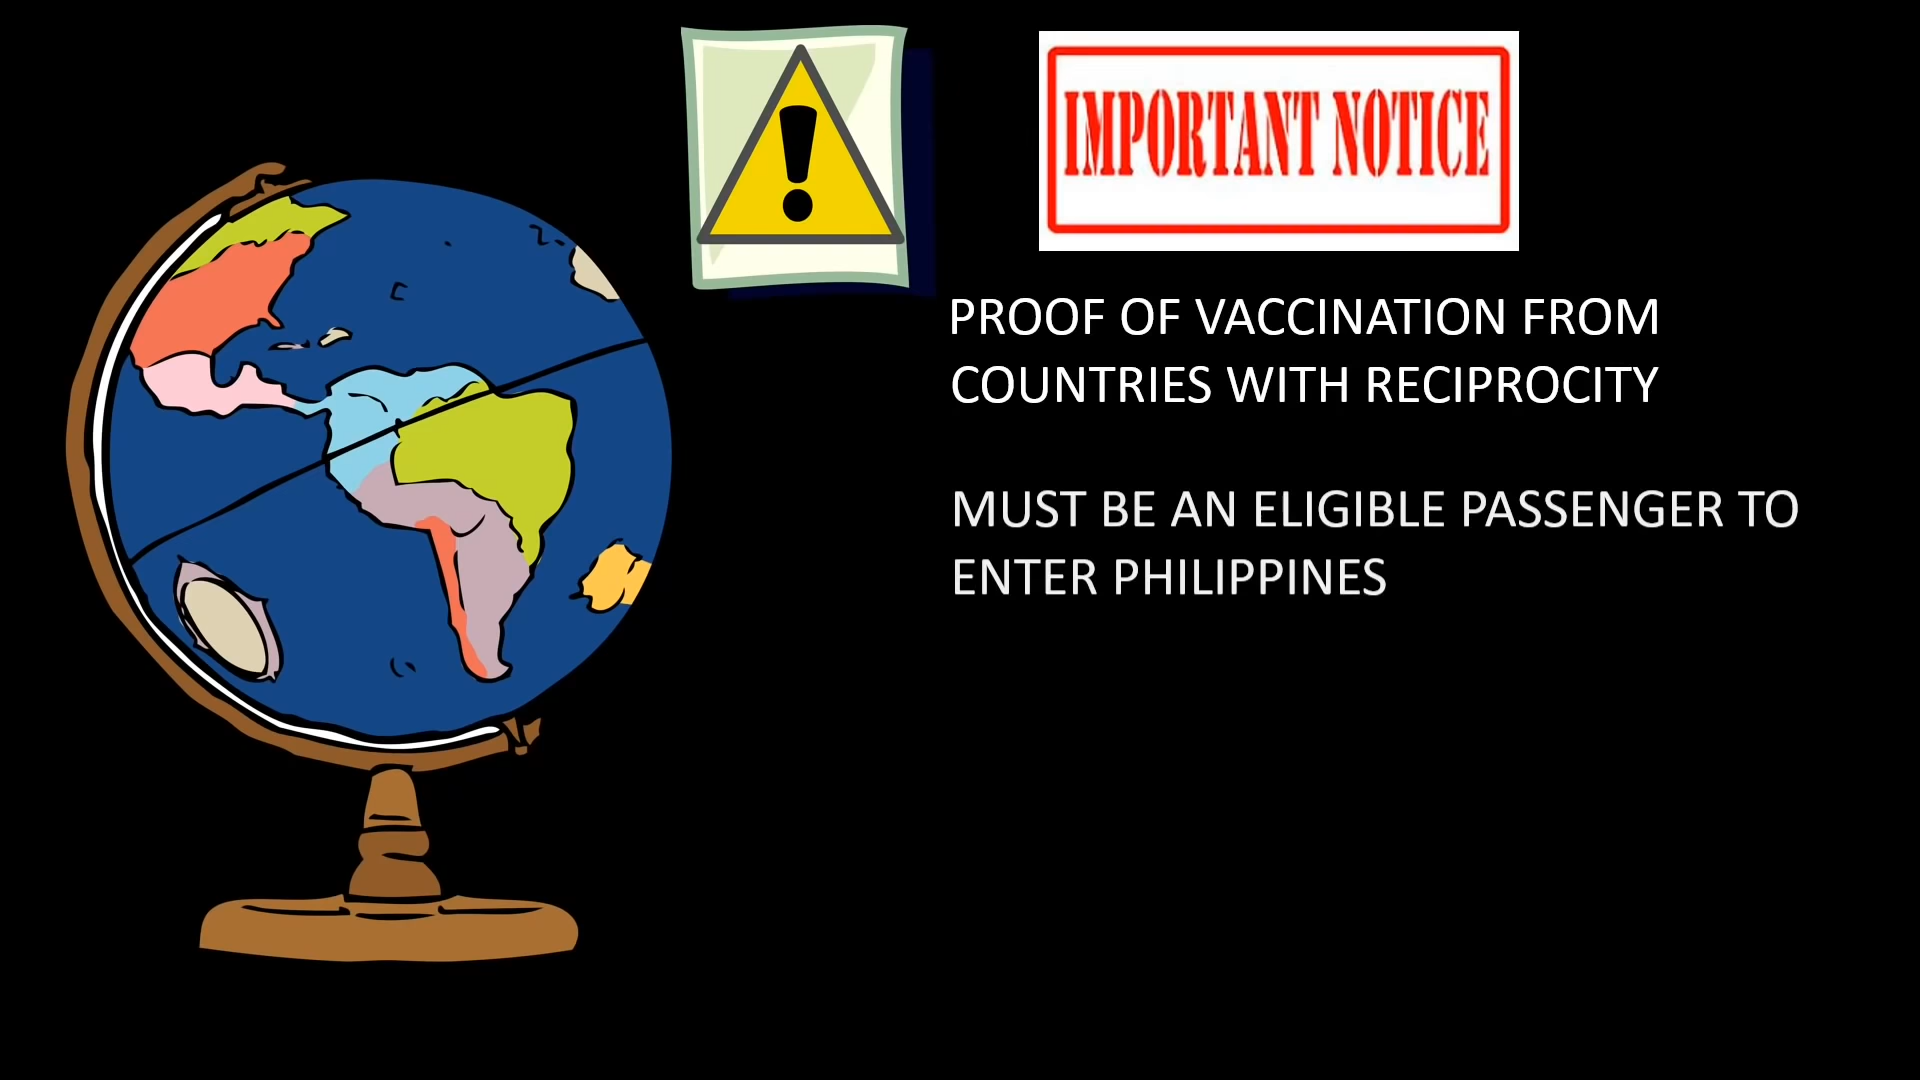 IMPORTANT NOTICE
PROOF OF VACCINATION FROM
COUNTRIES WITH RECIPROCITY
MUST BE AN ELIGIBLE PASSENGER TO
ENTER PHILIPPINES